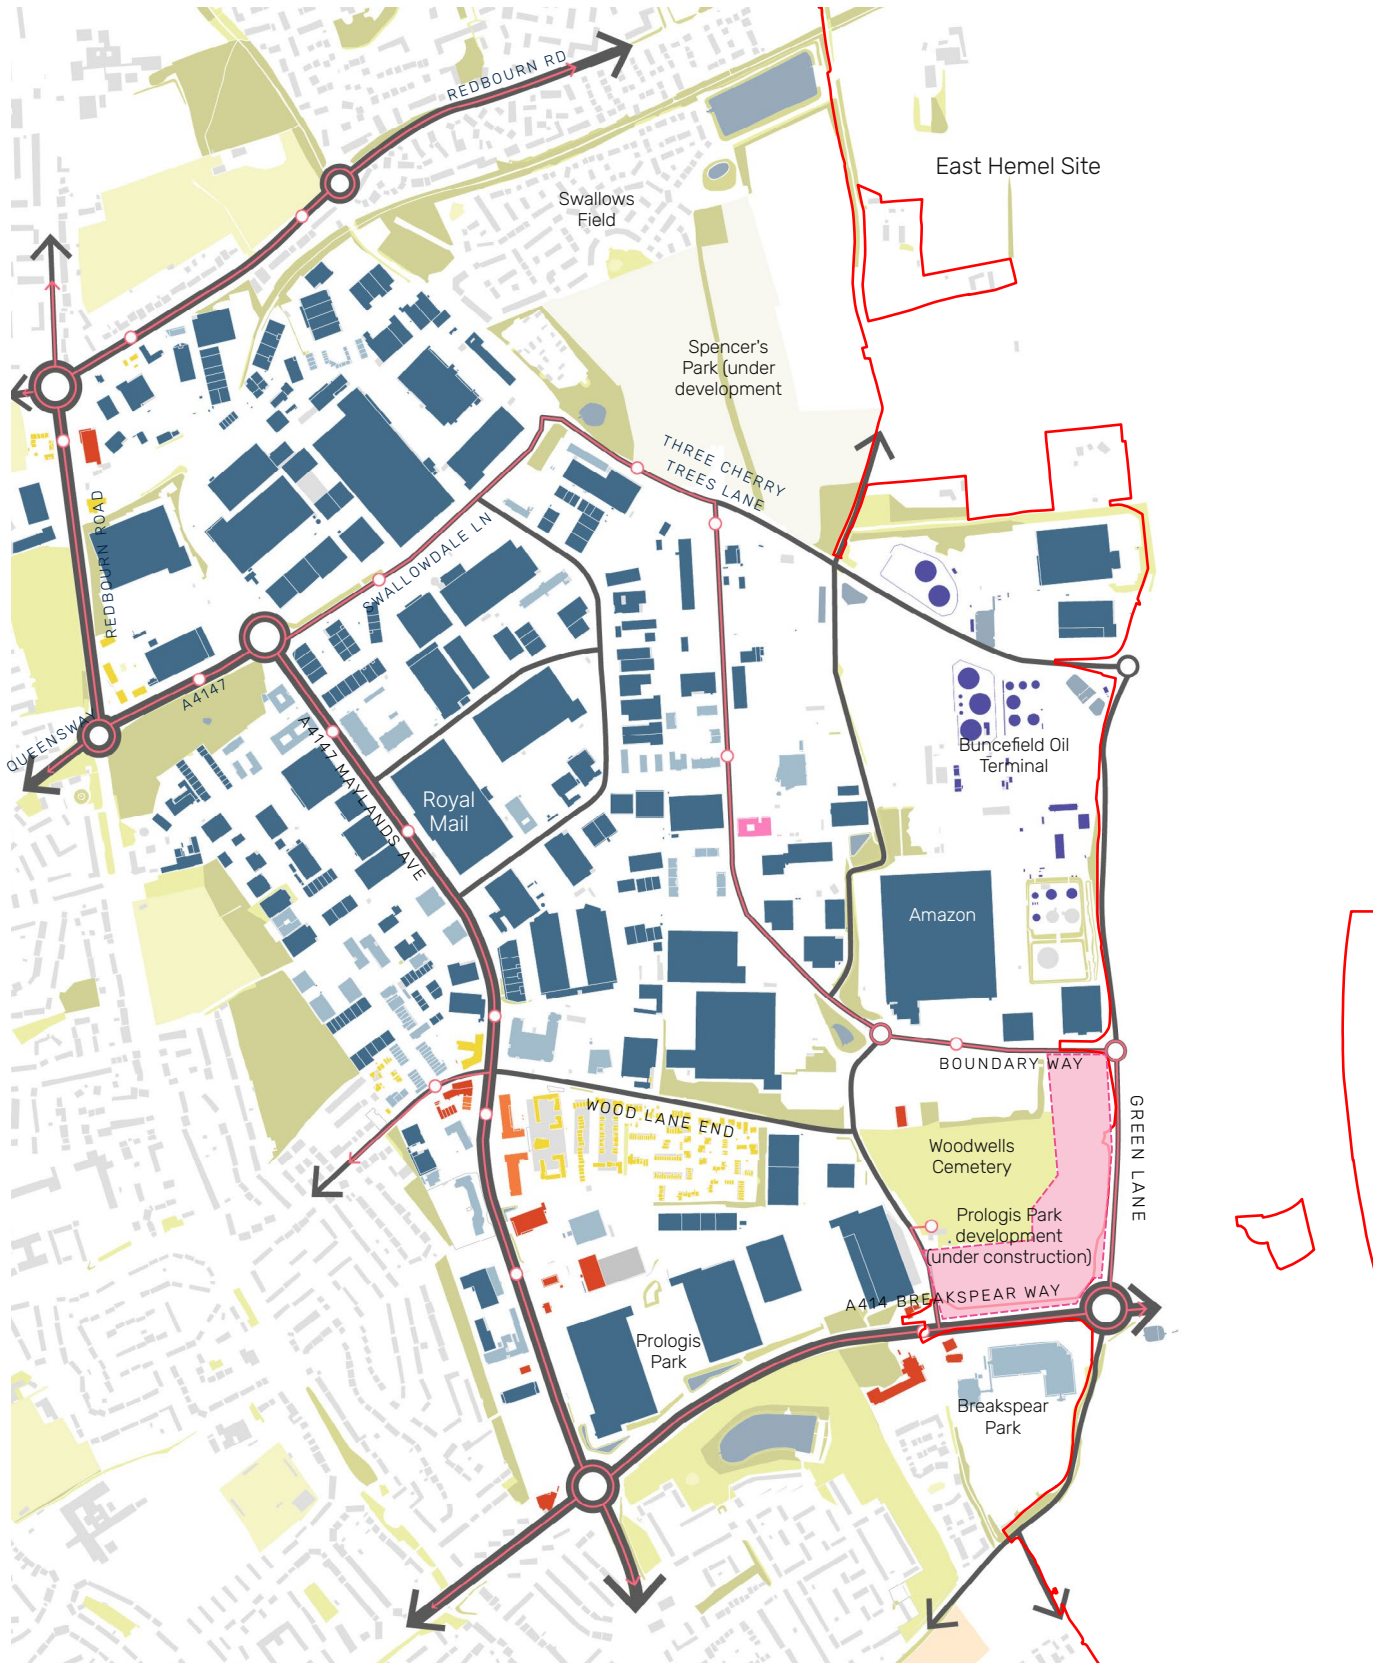 REDBOURN RD
East Hemel Site
Swallows
Field
Spencer's
Park (under
development
THREE CHERRY
TREES LANE
REDBOURN ROAD
SWALLOWDALE LN
A4147
QUEENSWAY
A4147 MAYLANDS AVE
Royal
Mail
Buncefield Oil
Terminal
Amazon
BOUNDARY WAY
WOOD LANE END
GREEN LANE
Woodwells
Cemetery
Prologis Park
development
(under construction)
A414 BREAKSPEAR WAY
Prologis
Park
Breakspear
Park